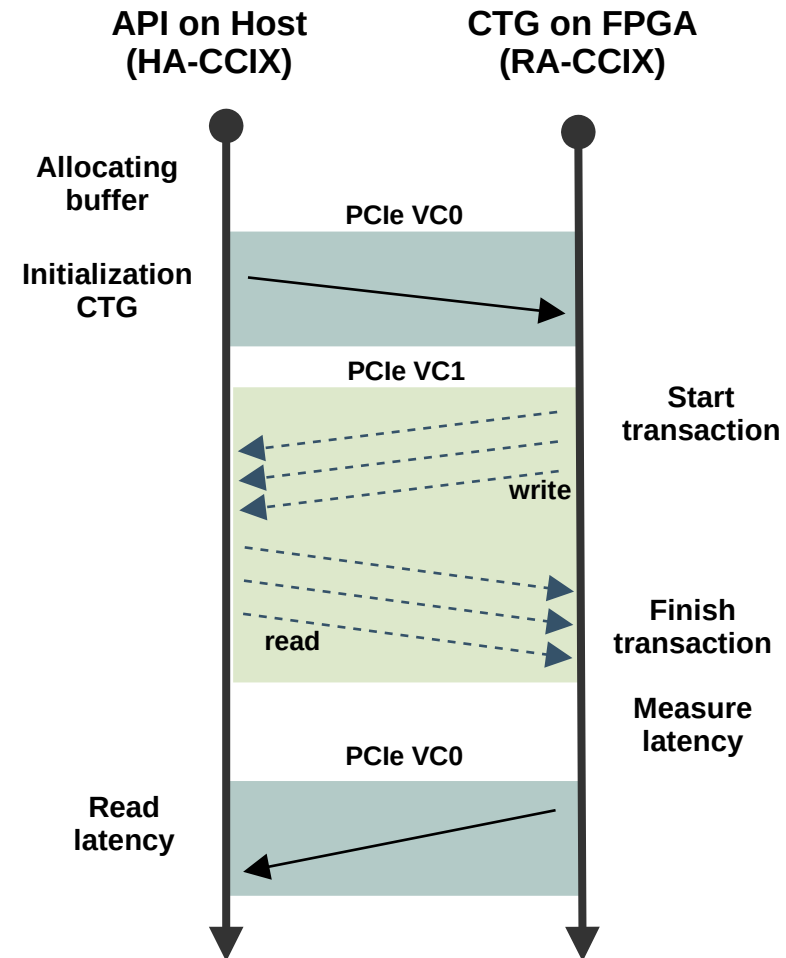 API on Host
(HA-CCIX)
CTG on FPGA
(RA-CCIX)
Allocating
buffer
PCIe VC0
Initialization
CTG
PCIe VC1
Start
transaction
write
Finish
transaction
read
Measure
latency
PCIe VC0
Read
latency